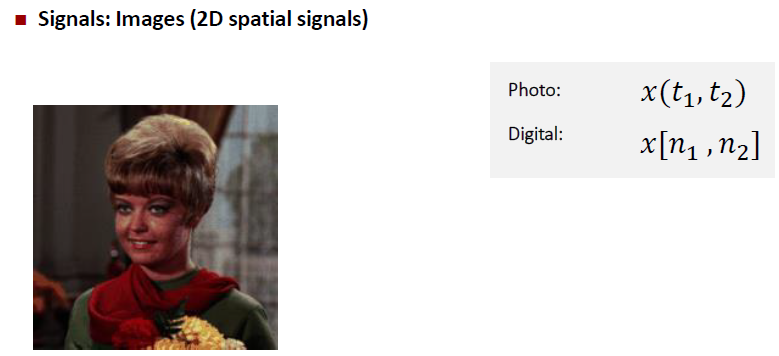 Signals: Images (2D spatial signals)
Photo: x(t₁, t₂)
Digital: x[n₁ , n₂]